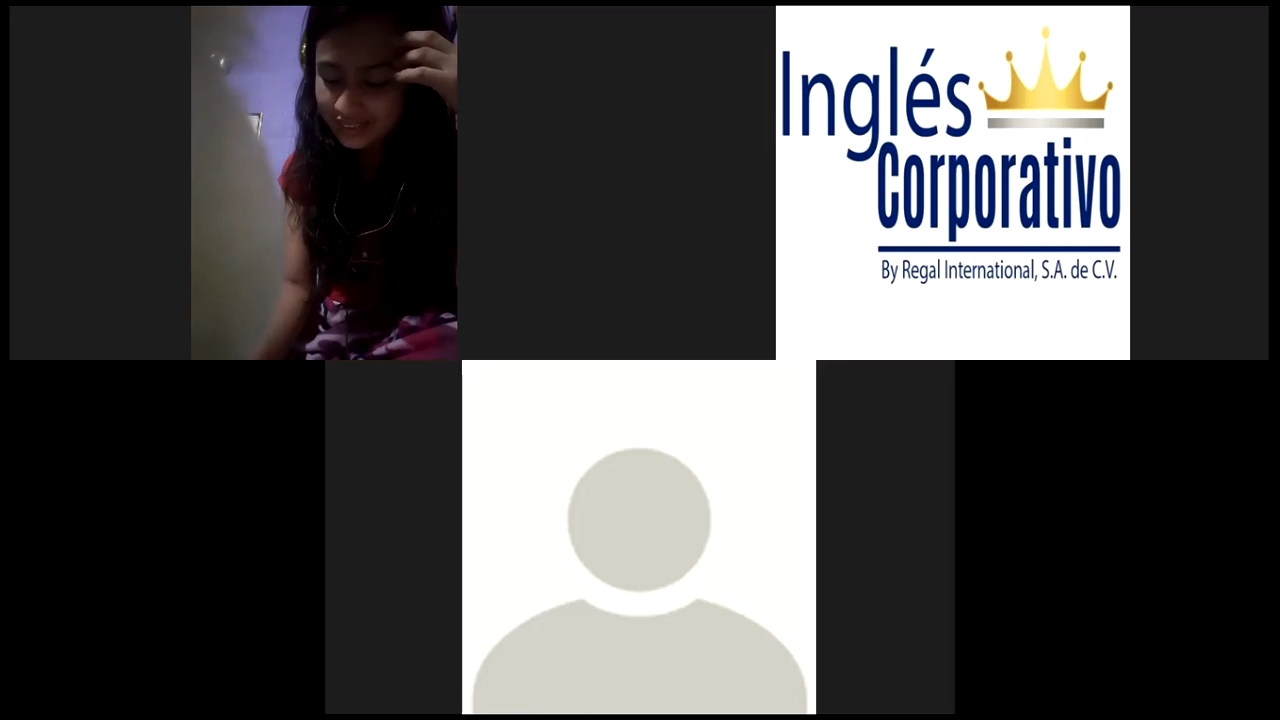 Inglés
Corporativo
By Regal International, S.A. de C.V.